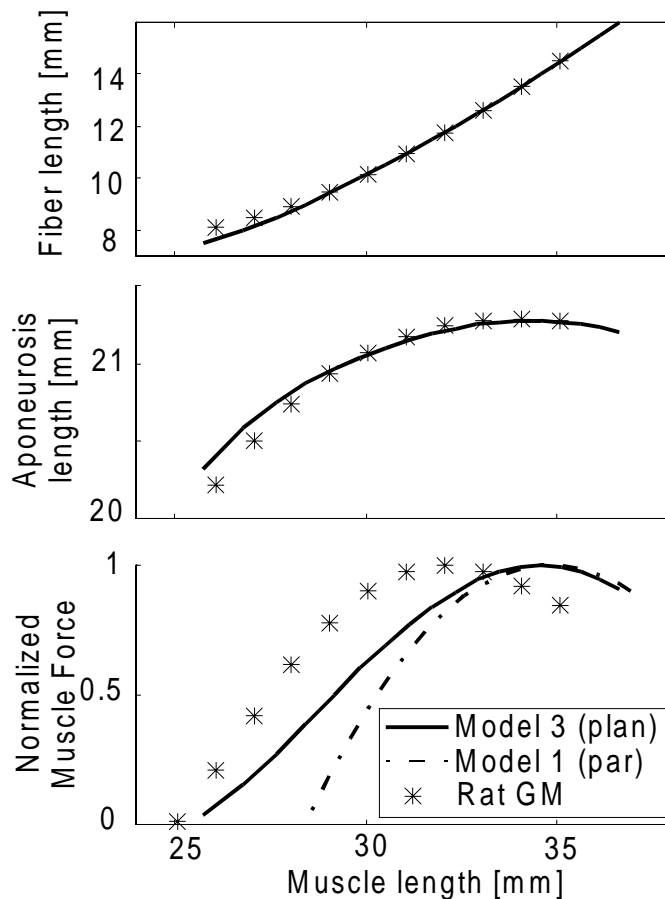 Fiber length [mm]
14
12
10
8
Aponeurosis
length [mm]
21
20
Normalized
Muscle Force
1
0.5
0
Model 3 (plan)
Model 1 (par)
Rat GM
25
30
35
Muscle length [mm]